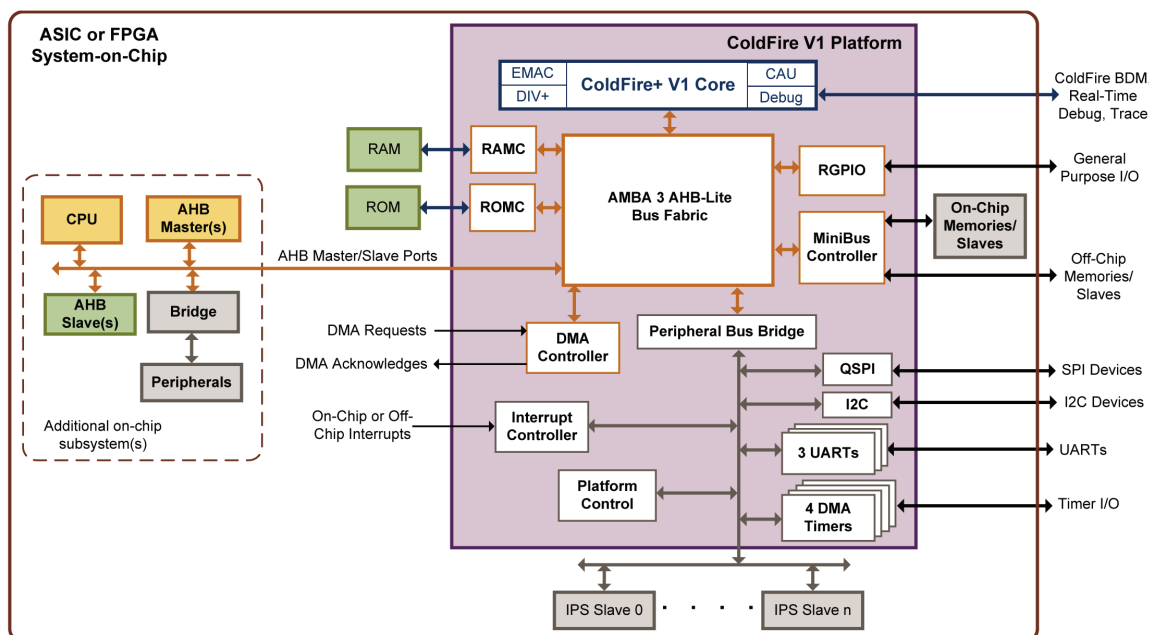 ASIC or FPGA
System-on-Chip
ColdFire V1 Platform
EMAC
DIV+
ColdFire+ V1 Core
CAU
Debug
ColdFire BDM,
Real-Time
Debug, Trace
RAM
RAMC
ROM
ROMC
AMBA 3 AHB-Lite
Bus Fabric
RGPIO
General
Purpose I/O
MiniBus
Controller
On-Chip
Memories/
Slaves
Off-Chip
Memories/
Slaves
CPU
AHB
Master(s)
AHB Master/Slave Ports
AHB
Slave(s)
Bridge
Peripherals
Additional on-chip
subsystem(s)
DMA Requests
DMA Acknowledges
DMA
Controller
Peripheral Bus Bridge
QSPI
SPI Devices
I2C
I2C Devices
On-Chip or Off-
Chip Interrupts
Interrupt
Controller
3 UARTs
UARTs
Platform
Control
4 DMA
Timers
Timer I/O
IPS Slave 0
. . . .
IPS Slave n